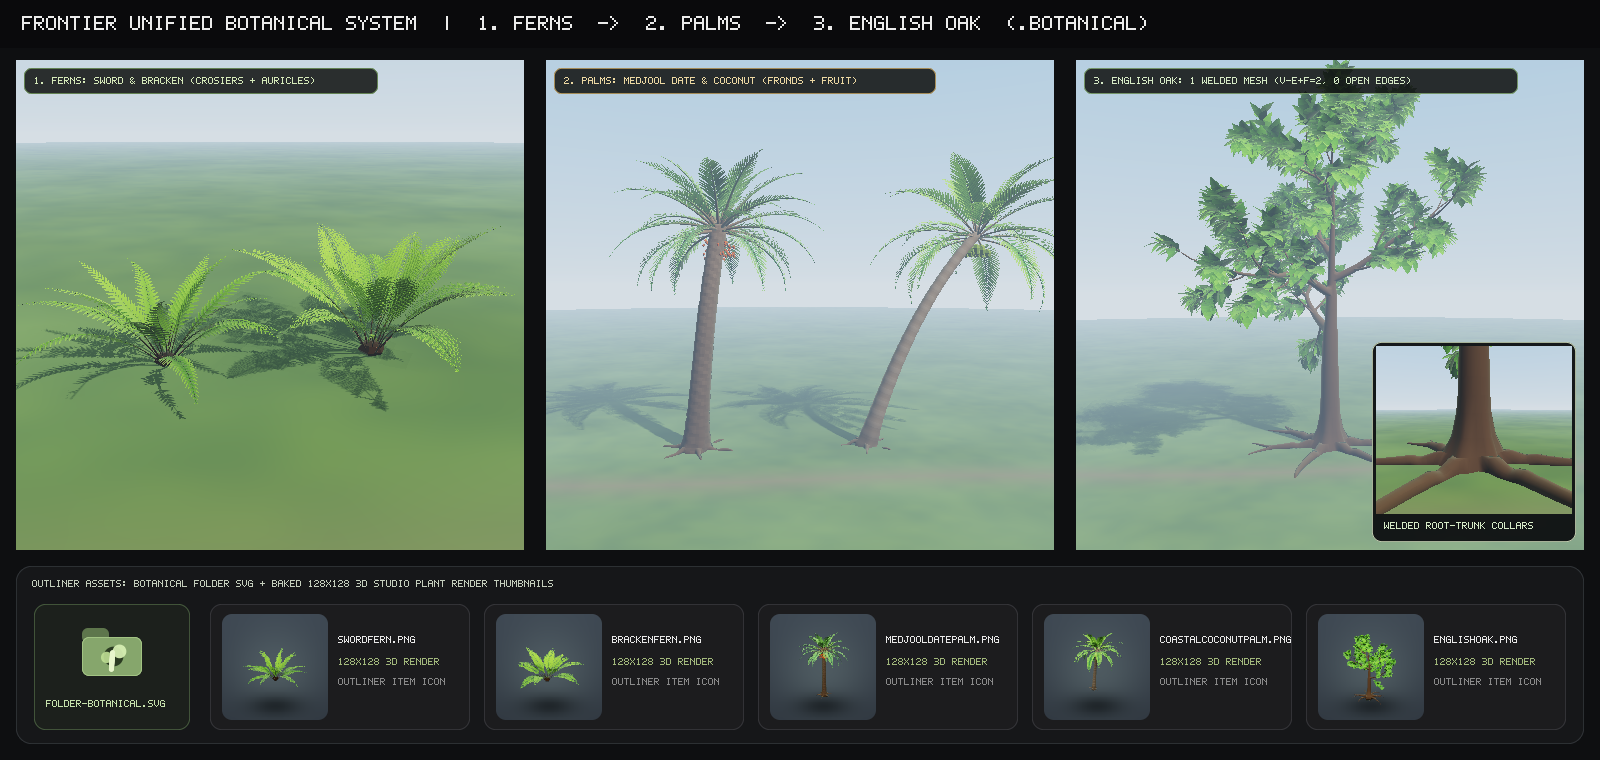 FRONTIER UNIFIED BOTANICAL SYSTEM | 1. FERNS -> 2. PALMS -> 3. ENGLISH OAK (.BOTANICAL)
1. FERNS: SWORD & BRACKEN (CROSIERS + AURICLES)
2. PALMS: MEDJOOL DATE & COCONUT (FRONDS + FRUIT)
3. ENGLISH OAK: 1 WELDED MESH (V-E+F=2, 0 OPEN EDGES)
WELDED ROOT-TRUNK COLLARS
OUTLINER ASSETS: BOTANICAL FOLDER SVG + BAKED 128X128 3D STUDIO PLANT RENDER THUMBNAILS
FOLDER-BOTANICAL.SVG
SWORDFERN.PNG
128X128 3D RENDER
OUTLINER ITEM ICON
BRACKENFERN.PNG
128X128 3D RENDER
OUTLINER ITEM ICON
MEDJOOLDATEPALM.PNG
128X128 3D RENDER
OUTLINER ITEM ICON
COASTALCOCONUTPALM.PNG
128X128 3D RENDER
OUTLINER ITEM ICON
ENGLISHOAK.PNG
128X128 3D RENDER
OUTLINER ITEM ICON